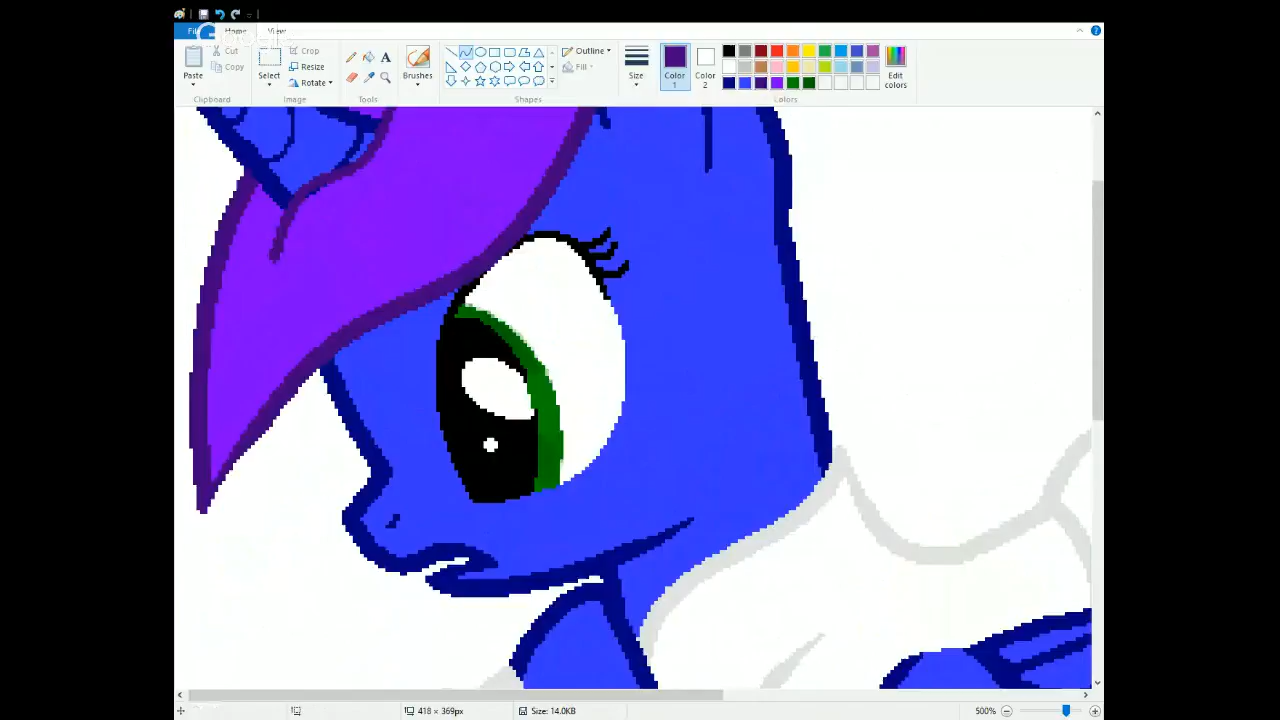 File Home View
Cut
Crop
Copy
Resize
Rotate
Outline
Fill
Paste
Select
Brushes
Size
Color 1
Color 2
Edit colors
Clipboard
Image
Tools
Shapes
Colors
418 × 369px
Size: 14.0KB
500%